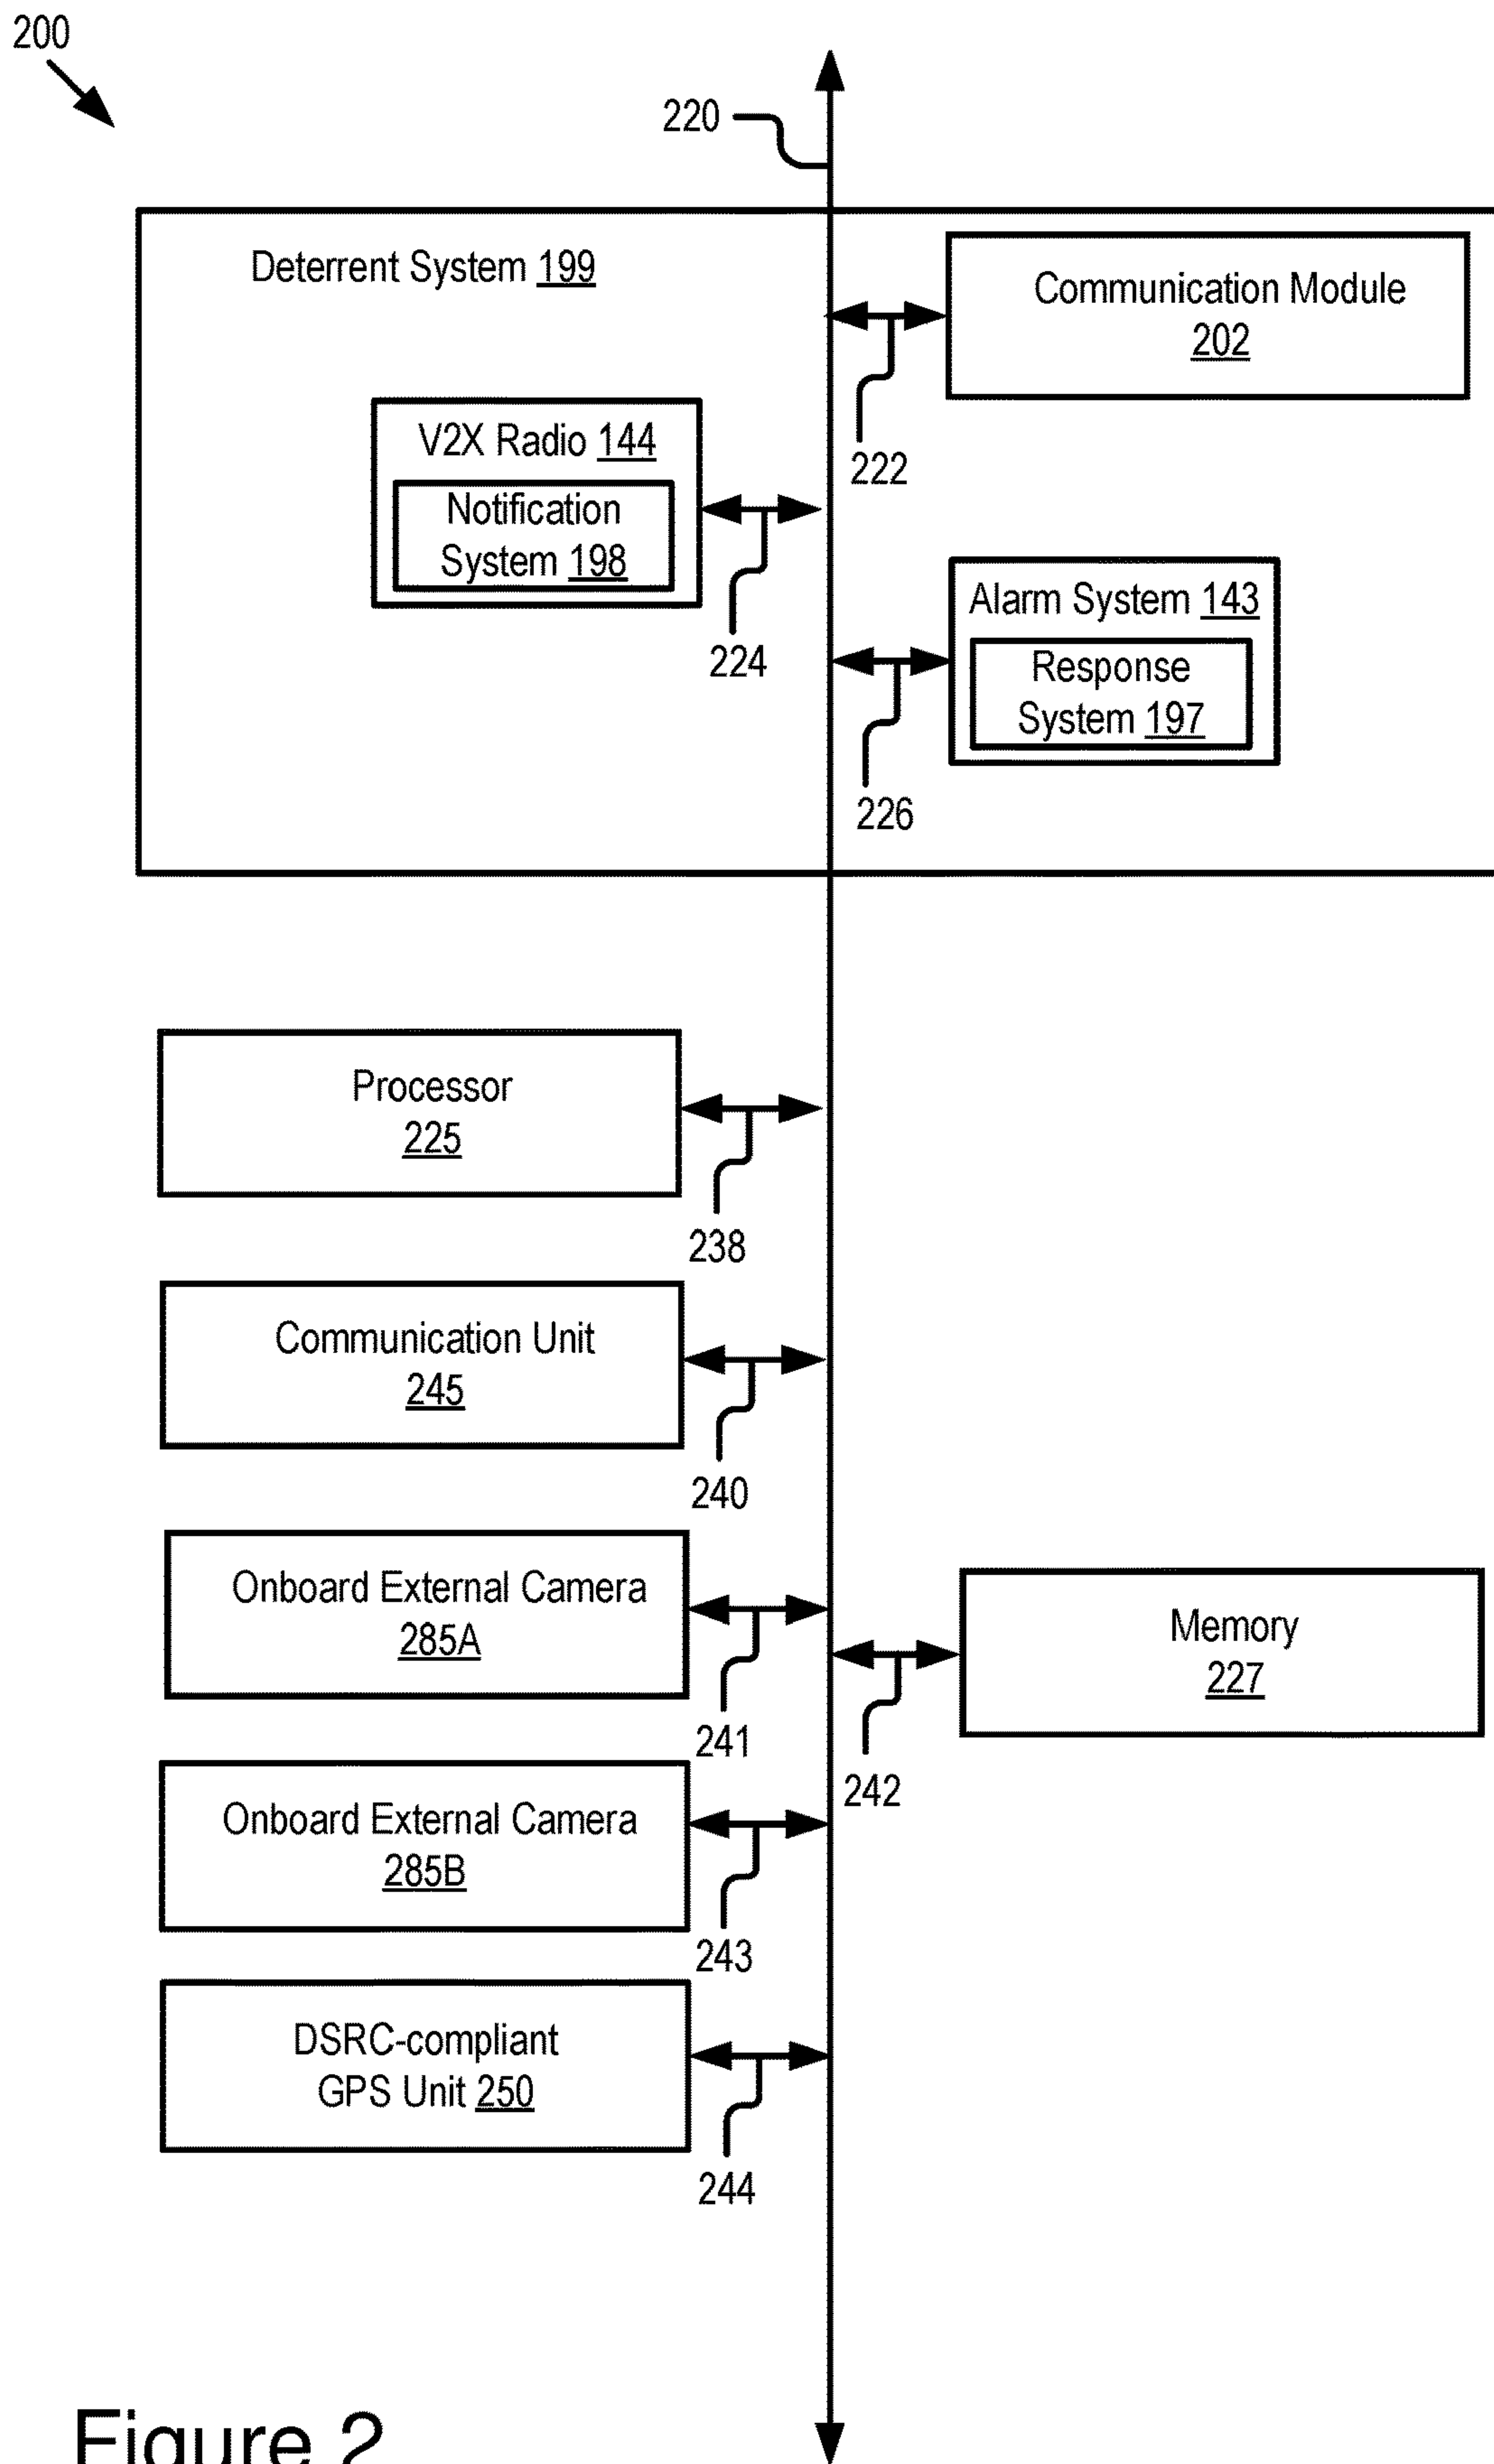 200
220
Deterrent System 199
Communication Module
202
222
V2X Radio 144
Notification
System 198
224
Alarm System 143
Response
System 197
226
Processor
225
238
Communication Unit
245
240
Onboard External Camera
285A
241
Memory
227
242
Onboard External Camera
285B
243
DSRC-compliant
GPS Unit 250
244
Figure 2